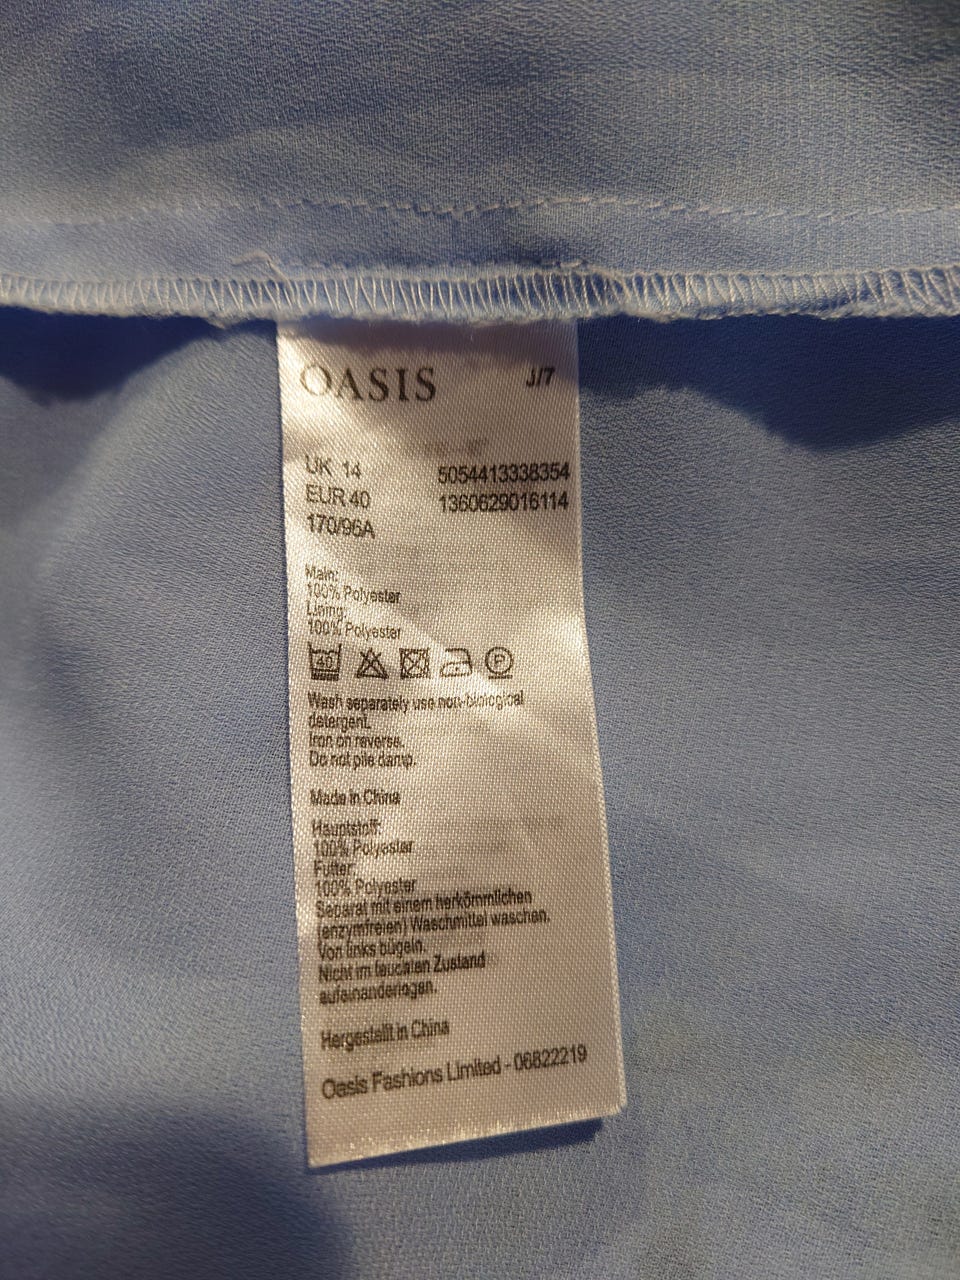 OASIS J/7
UK 14 5054413338354
EUR 40 1360629016114
170/96A
Main:
100% Polyester
Lining:
100% Polyester
40 P
Wash separately use non-biological
detergent.
Iron on reverse.
Do not pile damp.
Made in China
Hauptstoff:
100% Polyester
Futter:
100% Polyester
Separat mit einem herkömmlichen
(enzymfreien) Waschmittel waschen.
Von links bügeln.
Nicht im feuchten Zustand
aufeinanderlegen.
Hergestellt in China
Oasis Fashions Limited - 06822219